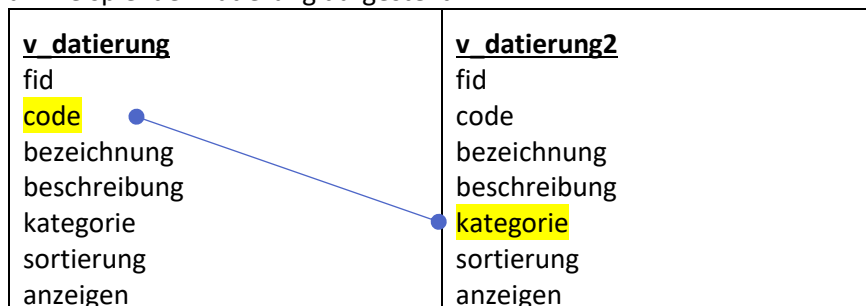 v_datierung
fid
code
bezeichnung
beschreibung
kategorie
sortierung
anzeigen
v_datierung2
fid
code
bezeichnung
beschreibung
kategorie
sortierung
anzeigen